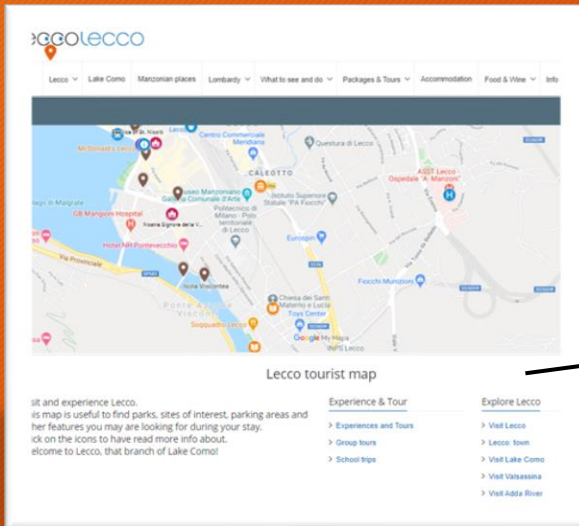 leccolecco
Lecco
Lake Como
Manzonian places
Lombardy
What to see and do
Packages & Tours
Accommodation
Food & Wine
Info
McDonald's Lecco
Centro Commerciale
Meridiana
Questura di Lecco
CALEOTTO
ASST Lecco -
Ospedale "A. Manzoni"
Museo Manzoniano
Galleria Comunale d'Arte
Istituto Superiore
Statale "PA Fiocchi"
Politecnico di
Milano - Polo
territoriale
di Lecco
GB Mangioni Hospital
Eurospin
Hotel NH Pontevecchio
Via Provinciale
Isola Viscontea
Fiocchi Munizioni
Chiesa dei Santi
Materno e Lucia
Toys Center
Soqquadro Lecco
Google My Maps
INPS Lecco
Lecco tourist map
sit and experience Lecco.
is map is useful to find parks, sites of interest, parking areas and
her features you may are looking for during your stay.
ick on the icons to have read more info about.
elcome to Lecco, that branch of Lake Como!
Experience & Tour
> Experiences and Tours
> Group tours
> School trips
Explore Lecco
> Visit Lecco
> Lecco: town
> Visit Lake Como
> Visit Valsassina
> Visit Adda River